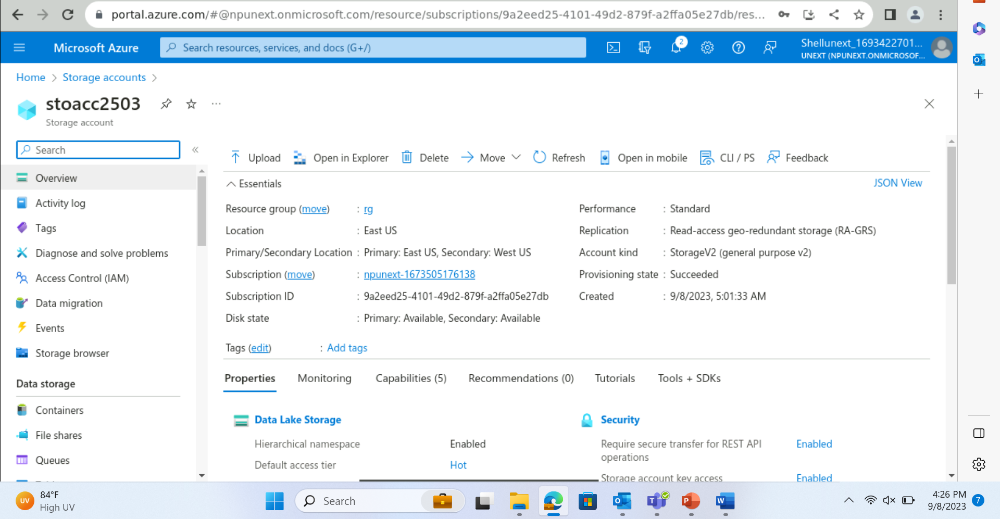 portal.azure.com/#@npunext.onmicrosoft.com/resource/subscriptions/9a2eed25-4101-49d2-879f-a2ffa05e27db/res...
Microsoft Azure
Search resources, services, and docs (G+/)
2
Shellunext_1693422701...
UNEXT (NPUNEXT.ONMICROSOF...
Home > Storage accounts >
stoacc2503
...
Storage account
Search
«
Overview
Activity log
Tags
Diagnose and solve problems
Access Control (IAM)
Data migration
Events
Storage browser
Data storage
Containers
File shares
Queues
Upload
Open in Explorer
Delete
Move
Refresh
Open in mobile
CLI / PS
Feedback
Essentials
JSON View
Resource group (move) : rg
Location : East US
Primary/Secondary Location : Primary: East US, Secondary: West US
Subscription (move) : npunext-1673505176138
Subscription ID : 9a2eed25-4101-49d2-879f-a2ffa05e27db
Disk state : Primary: Available, Secondary: Available
Performance : Standard
Replication : Read-access geo-redundant storage (RA-GRS)
Account kind : StorageV2 (general purpose v2)
Provisioning state : Succeeded
Created : 9/8/2023, 5:01:33 AM
Tags (edit) : Add tags
Properties
Monitoring
Capabilities (5)
Recommendations (0)
Tutorials
Tools + SDKs
Data Lake Storage
Hierarchical namespace Enabled
Default access tier Hot
Security
Require secure transfer for REST API operations Enabled
Storage account key access Enabled
UV
84°F
High UV
Search
O
T
P
W
4:26 PM
9/8/2023
7